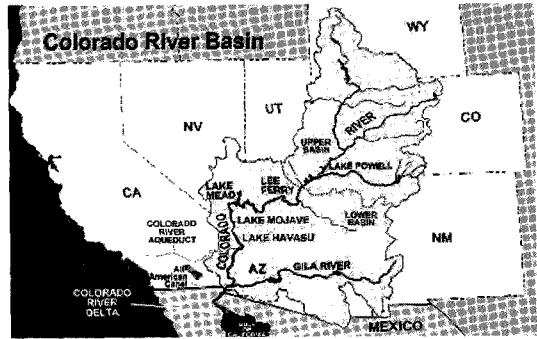 Colorado River Basin
WY
NV
UT
CO
RIVER
UPPER
BASIN
LAKE POWELL
CA
LAKE
MEAD
LEE
FERRY
COLORADO
RIVER
AQUEDUCT
COLORADO
LAKE MOJAVE
LOWER
BASIN
LAKE HAVASU
NM
All
American
Canal
AZ
GILA RIVER
COLORADO
RIVER
DELTA
MEXICO